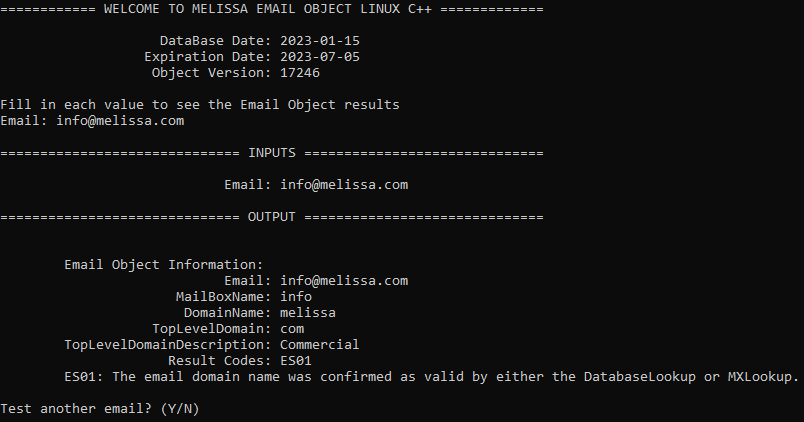 ============ WELCOME TO MELISSA EMAIL OBJECT LINUX C++ =============
DataBase Date: 2023-01-15
Expiration Date: 2023-07-05
Object Version: 17246
Fill in each value to see the Email Object results
Email: info@melissa.com
============================== INPUTS ==============================
Email: info@melissa.com
============================== OUTPUT ==============================
Email Object Information:
Email: info@melissa.com
MailBoxName: info
DomainName: melissa
TopLevelDomain: com
TopLevelDomainDescription: Commercial
Result Codes: ES01
ES01: The email domain name was confirmed as valid by either the DatabaseLookup or MXLookup.
Test another email? (Y/N)